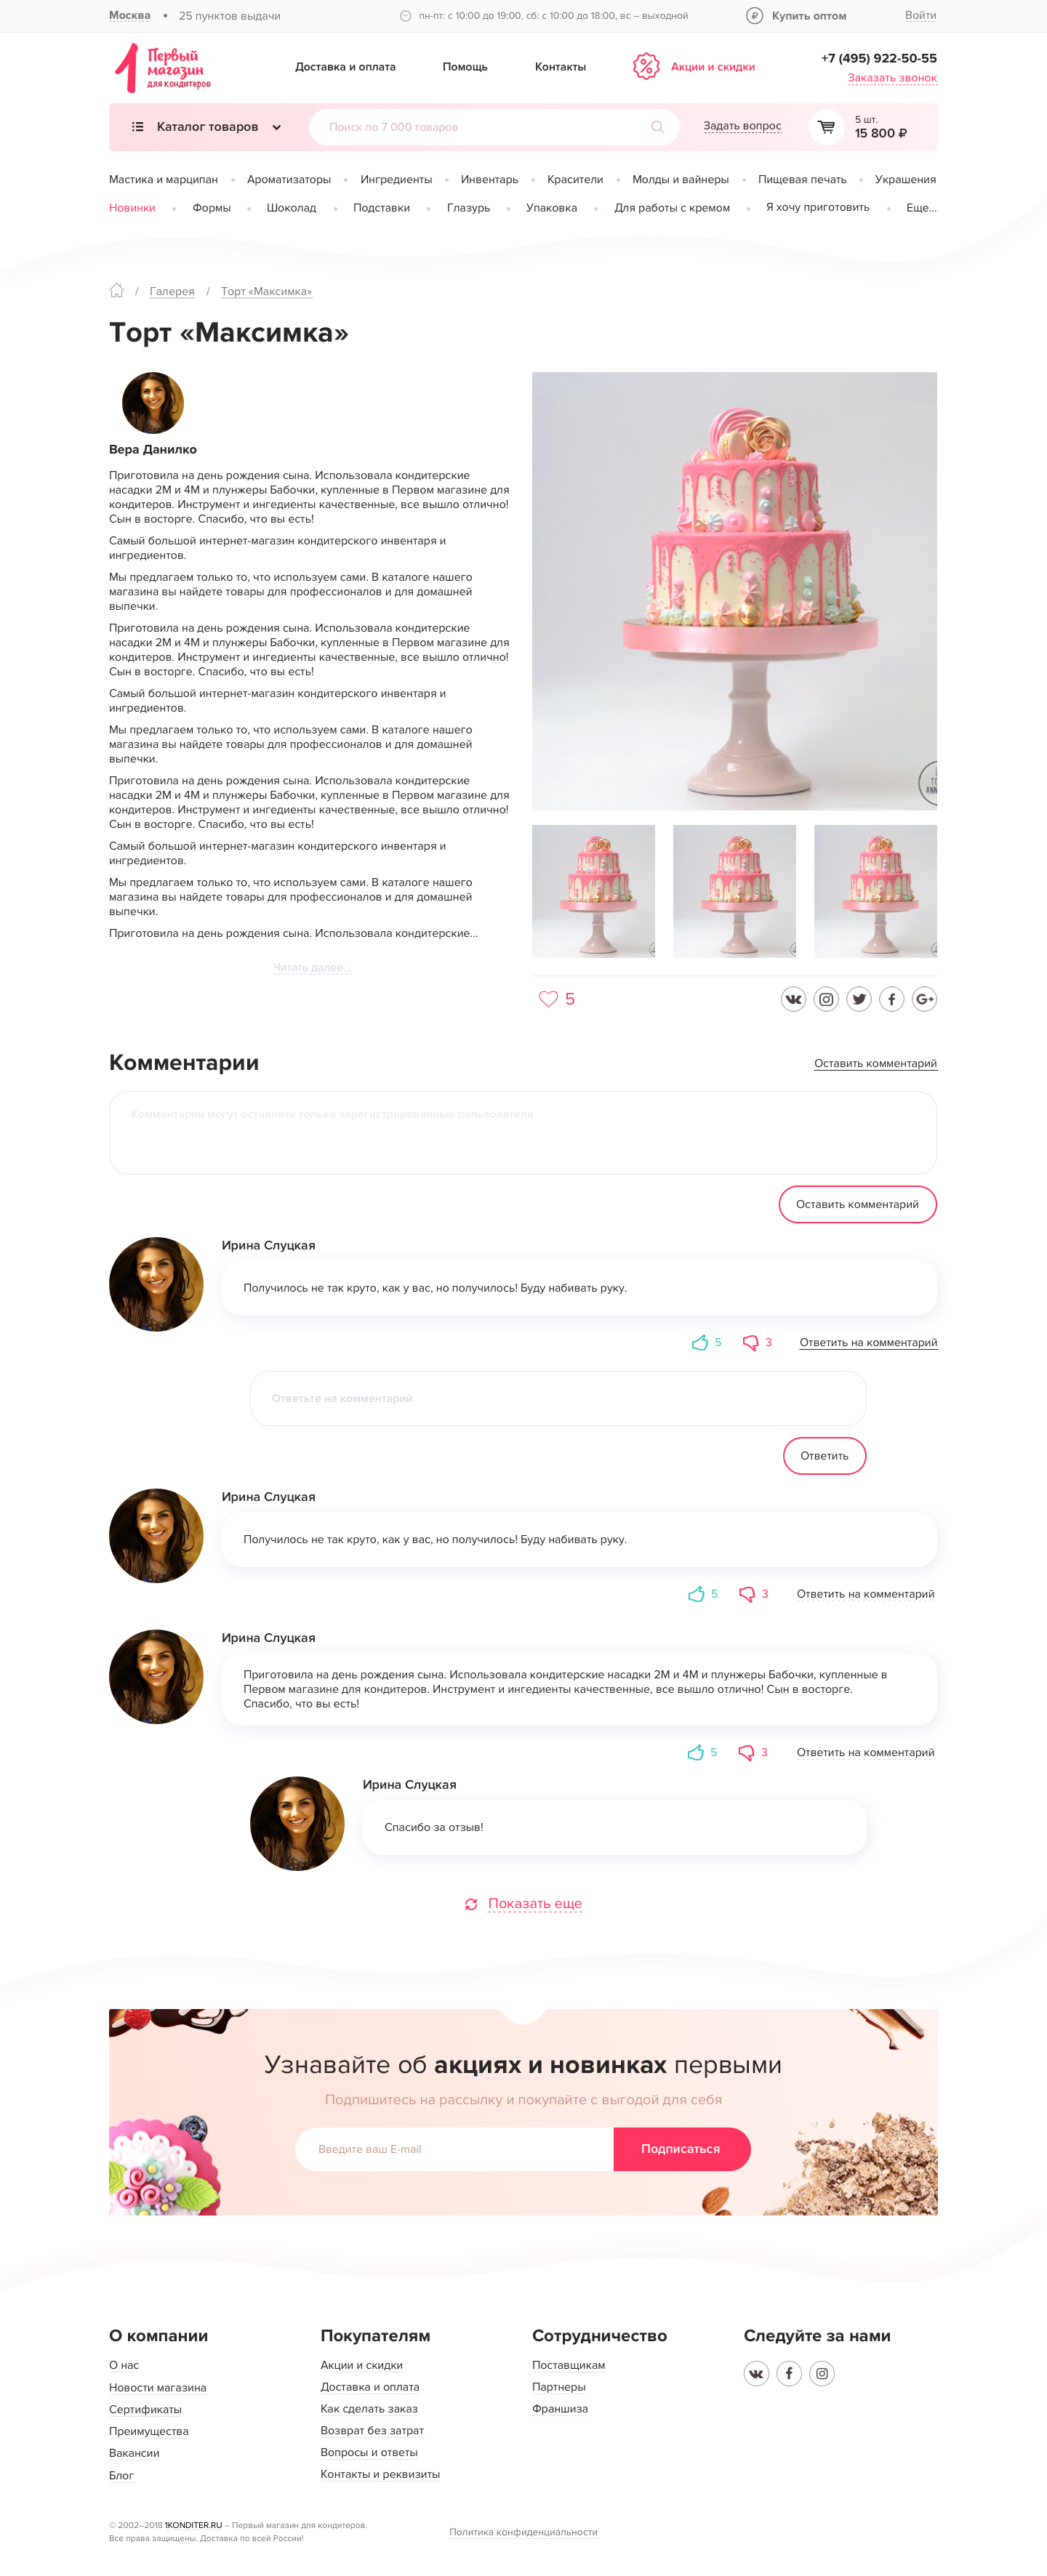 Москва • 25 пунктов выдачи
пн-пт: с 10:00 до 19:00, сб: с 10:00 до 18:00, вс – выходной
Купить оптом
Войти
Первый
магазин
для кондитеров
Доставка и оплата
Помощь
Контакты
Акции и скидки
+7 (495) 922-50-55
Заказать звонок
Каталог товаров
Поиск по 7 000 товаров
Задать вопрос
5 шт.
15 800 ₽
Мастика и марципан • Ароматизаторы • Ингредиенты • Инвентарь • Красители • Молды и вайнеры • Пищевая печать • Украшения
Новинки • Формы • Шоколад • Подставки • Глазурь • Упаковка • Для работы с кремом • Я хочу приготовить • Еще...
/ Галерея / Торт «Максимка»
Торт «Максимка»
Вера Данилко
Приготовила на день рождения сына. Использовала кондитерские
насадки 2М и 4М и плунжеры Бабочки, купленные в Первом магазине для
кондитеров. Инструмент и ингедиенты качественные, все вышло отлично!
Сын в восторге. Спасибо, что вы есть!
Самый большой интернет-магазин кондитерского инвентаря и
ингредиентов.
Мы предлагаем только то, что используем сами. В каталоге нашего
магазина вы найдете товары для профессионалов и для домашней
выпечки.
Приготовила на день рождения сына. Использовала кондитерские
насадки 2М и 4М и плунжеры Бабочки, купленные в Первом магазине для
кондитеров. Инструмент и ингедиенты качественные, все вышло отлично!
Сын в восторге. Спасибо, что вы есть!
Самый большой интернет-магазин кондитерского инвентаря и
ингредиентов.
Мы предлагаем только то, что используем сами. В каталоге нашего
магазина вы найдете товары для профессионалов и для домашней
выпечки.
Приготовила на день рождения сына. Использовала кондитерские
насадки 2М и 4М и плунжеры Бабочки, купленные в Первом магазине для
кондитеров. Инструмент и ингедиенты качественные, все вышло отлично!
Сын в восторге. Спасибо, что вы есть!
Самый большой интернет-магазин кондитерского инвентаря и
ингредиентов.
Мы предлагаем только то, что используем сами. В каталоге нашего
магазина вы найдете товары для профессионалов и для домашней
выпечки.
Приготовила на день рождения сына. Использовала кондитерские...
Читать далее...
5
Комментарии
Оставить комментарий
Комментарии могут оставлять только зарегистрированные пользователи
Оставить комментарий
Ирина Слуцкая
Получилось не так круто, как у вас, но получилось! Буду набивать руку.
5 3 Ответить на комментарий
Ответьте на комментарий
Ответить
Ирина Слуцкая
Получилось не так круто, как у вас, но получилось! Буду набивать руку.
5 3 Ответить на комментарий
Ирина Слуцкая
Приготовила на день рождения сына. Использовала кондитерские насадки 2М и 4М и плунжеры Бабочки, купленные в
Первом магазине для кондитеров. Инструмент и ингедиенты качественные, все вышло отлично! Сын в восторге.
Спасибо, что вы есть!
5 3 Ответить на комментарий
Ирина Слуцкая
Спасибо за отзыв!
Показать еще
Узнавайте об акциях и новинках первыми
Подпишитесь на рассылку и покупайте с выгодой для себя
Введите ваш E-mail
Подписаться
О компании
О нас
Новости магазина
Сертификаты
Преимущества
Вакансии
Блог
Покупателям
Акции и скидки
Доставка и оплата
Как сделать заказ
Возврат без затрат
Вопросы и ответы
Контакты и реквизиты
Сотрудничество
Поставщикам
Партнеры
Франшиза
Следуйте за нами
© 2002–2018 1KONDITER.RU – Первый магазин для кондитеров.
Все права защищены. Доставка по всей России!
Политика конфиденциальности